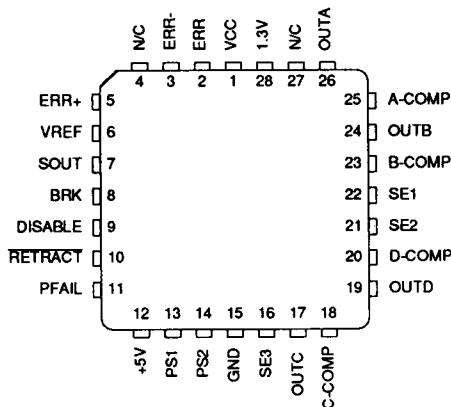 N/C ERR- ERR VCC 1.3V N/C OUTA
4 3 2 1 28 27 26
ERR+ 5 25 A-COMP
VREF 6 24 OUTB
SOUT 7 23 B-COMP
BRK 8 22 SE1
DISABLE 9 21 SE2
RETRACT 10 20 D-COMP
PFAIL 11 19 OUTD
12 13 14 15 16 17 18
+5V PS1 PS2 GND SE3 OUTC C-COMP